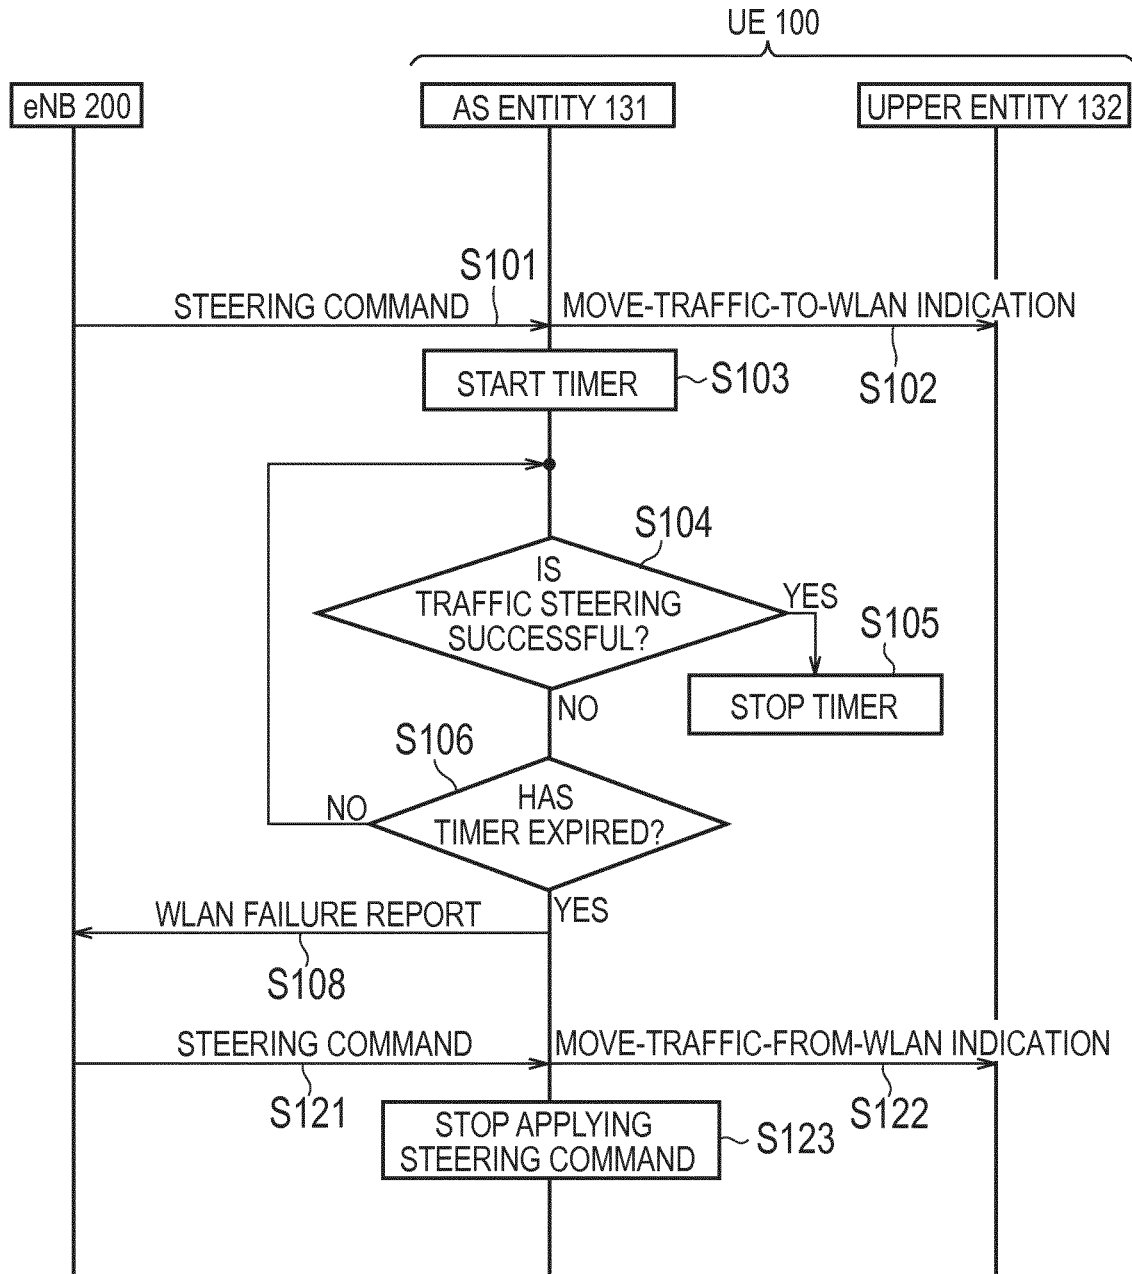 UE 100
eNB 200
AS ENTITY 131
UPPER ENTITY 132
S101
STEERING COMMAND
MOVE-TRAFFIC-TO-WLAN INDICATION
S102
START TIMER
S103
S104
IS
TRAFFIC STEERING
SUCCESSFUL?
YES
S105
STOP TIMER
NO
S106
HAS
TIMER EXPIRED?
NO
YES
WLAN FAILURE REPORT
S108
STEERING COMMAND
MOVE-TRAFFIC-FROM-WLAN INDICATION
S121
S122
STOP APPLYING
STEERING COMMAND
S123